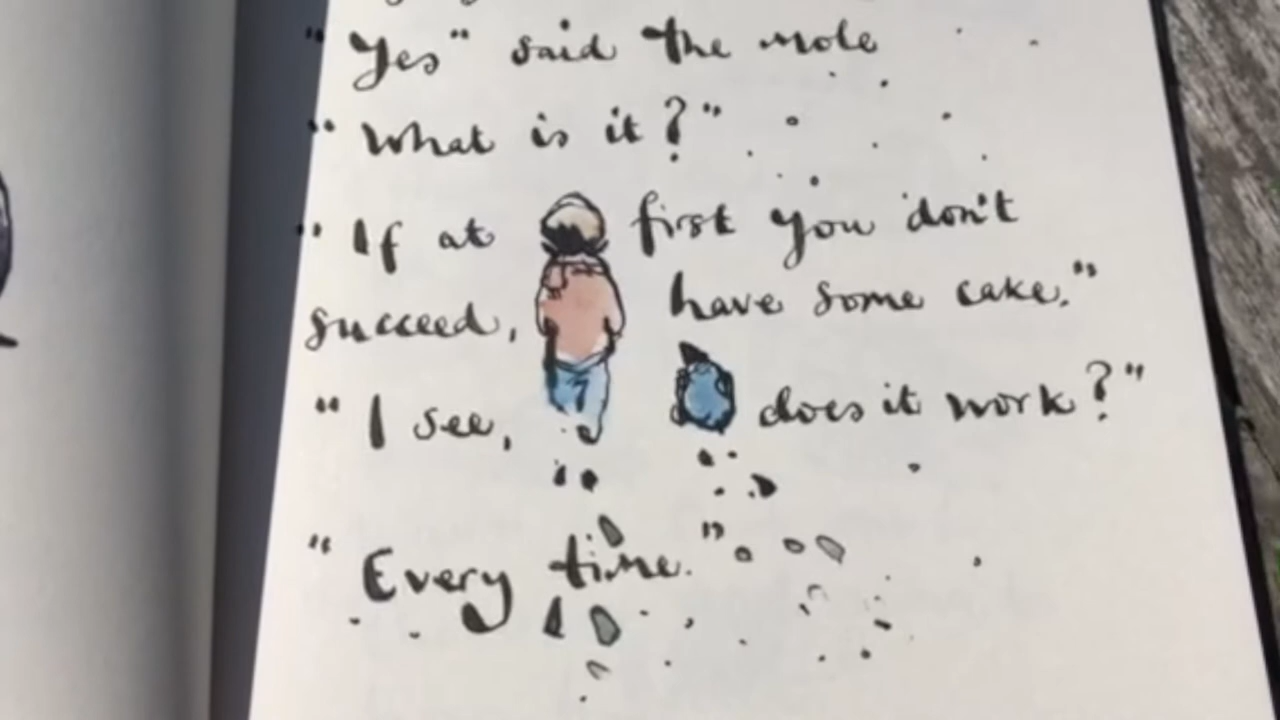 "Yes" said the mole
"What is it?"
"If at first you don't
succeed, have some cake."
"I see, does it work?"
"Every time."